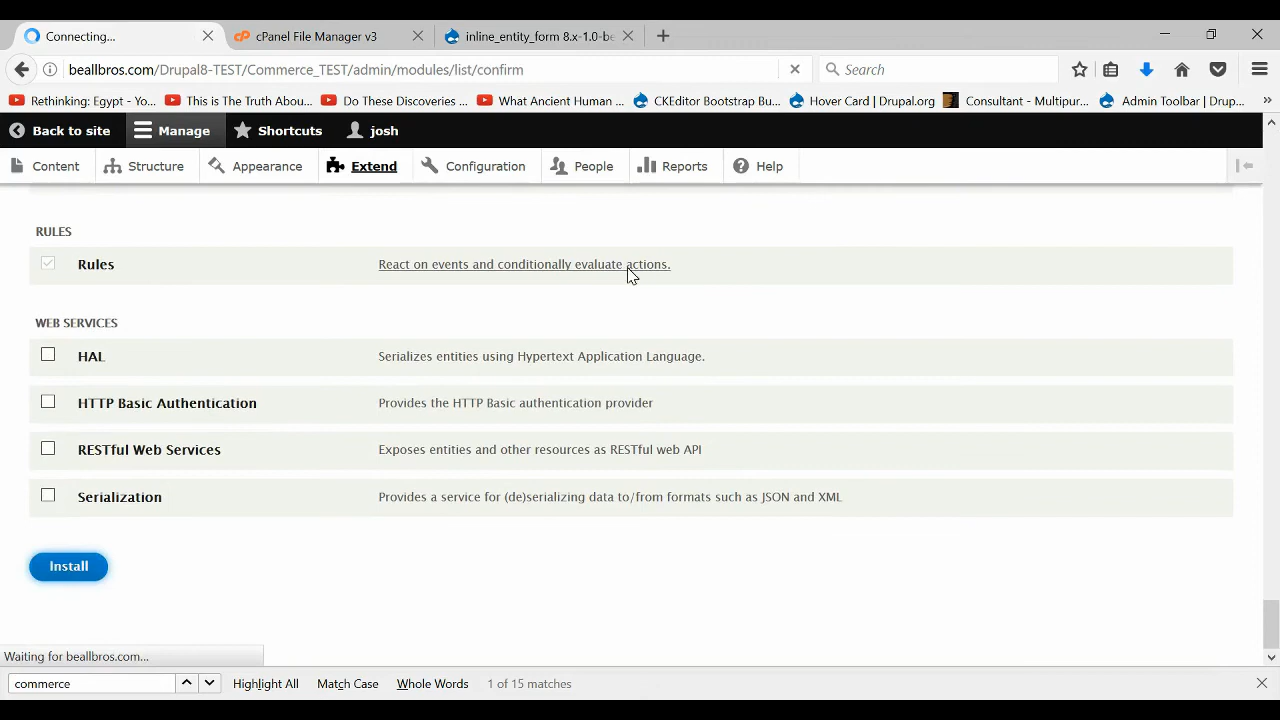 Connecting...
cPanel File Manager v3
inline_entity_form 8.x-1.0-be
beallbros.com/Drupal8-TEST/Commerce_TEST/admin/modules/list/confirm
Search
Rethinking: Egypt - Yo...
This is The Truth Abou...
Do These Discoveries ...
What Ancient Human ...
CKEditor Bootstrap Bu...
Hover Card | Drupal.org
Consultant - Multipur...
Admin Toolbar | Drup...
Back to site
Manage
Shortcuts
josh
Content
Structure
Appearance
Extend
Configuration
People
Reports
Help
RULES
Rules
React on events and conditionally evaluate actions.
WEB SERVICES
HAL
Serializes entities using Hypertext Application Language.
HTTP Basic Authentication
Provides the HTTP Basic authentication provider
RESTful Web Services
Exposes entities and other resources as RESTful web API
Serialization
Provides a service for (de)serializing data to/from formats such as JSON and XML
Install
Waiting for beallbros.com...
commerce
Highlight All
Match Case
Whole Words
1 of 15 matches